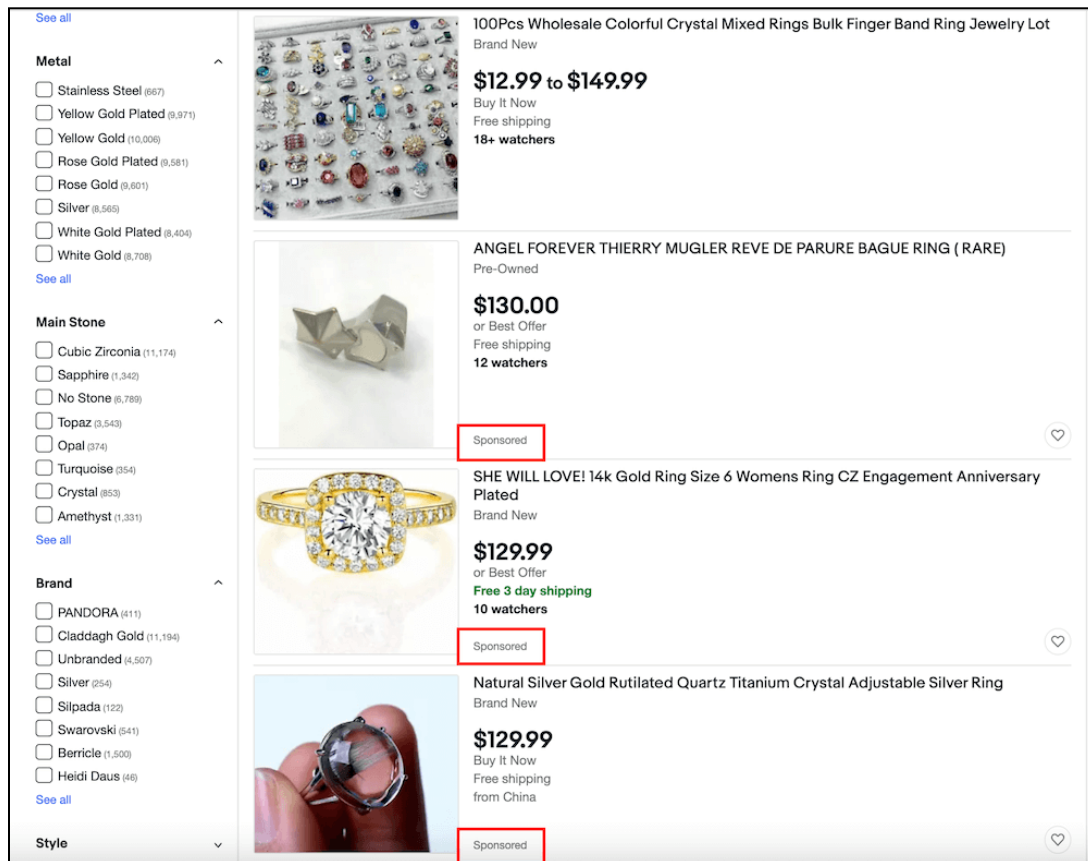 See all
Metal
Stainless Steel (667)
Yellow Gold Plated (9,971)
Yellow Gold (10,006)
Rose Gold Plated (9,581)
Rose Gold (9,601)
Silver (8,565)
White Gold Plated (8,404)
White Gold (8,708)
See all
Main Stone
Cubic Zirconia (11,174)
Sapphire (1,342)
No Stone (6,789)
Topaz (3,543)
Opal (374)
Turquoise (354)
Crystal (853)
Amethyst (1,331)
See all
Brand
PANDORA (411)
Claddagh Gold (11,194)
Unbranded (4,507)
Silver (254)
Silpada (122)
Swarovski (541)
Berricle (1,500)
Heidi Daus (46)
See all
Style
100Pcs Wholesale Colorful Crystal Mixed Rings Bulk Finger Band Ring Jewelry Lot
Brand New
$12.99 to $149.99
Buy It Now
Free shipping
18+ watchers
ANGEL FOREVER THIERRY MUGLER REVE DE PARURE BAGUE RING ( RARE)
Pre-Owned
$130.00
or Best Offer
Free shipping
12 watchers
Sponsored
SHE WILL LOVE! 14k Gold Ring Size 6 Womens Ring CZ Engagement Anniversary
Plated
Brand New
$129.99
or Best Offer
Free 3 day shipping
10 watchers
Sponsored
Natural Silver Gold Rutilated Quartz Titanium Crystal Adjustable Silver Ring
Brand New
$129.99
Buy It Now
Free shipping
from China
Sponsored